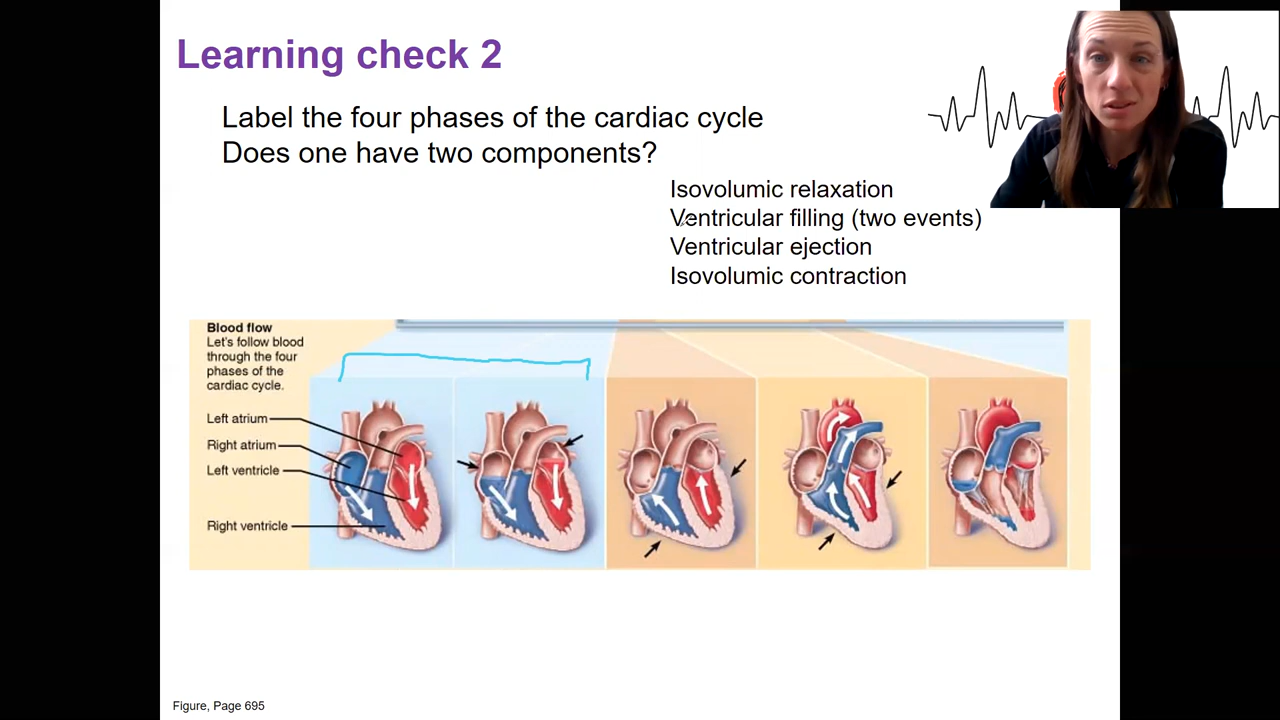 Learning check 2
Label the four phases of the cardiac cycle
Does one have two components?
Isovolumic relaxation
Ventricular filling (two events)
Ventricular ejection
Isovolumic contraction
Blood flow
Let's follow blood
through the four
phases of the
cardiac cycle.
Left atrium
Right atrium
Left ventricle
Right ventricle
Figure, Page 695